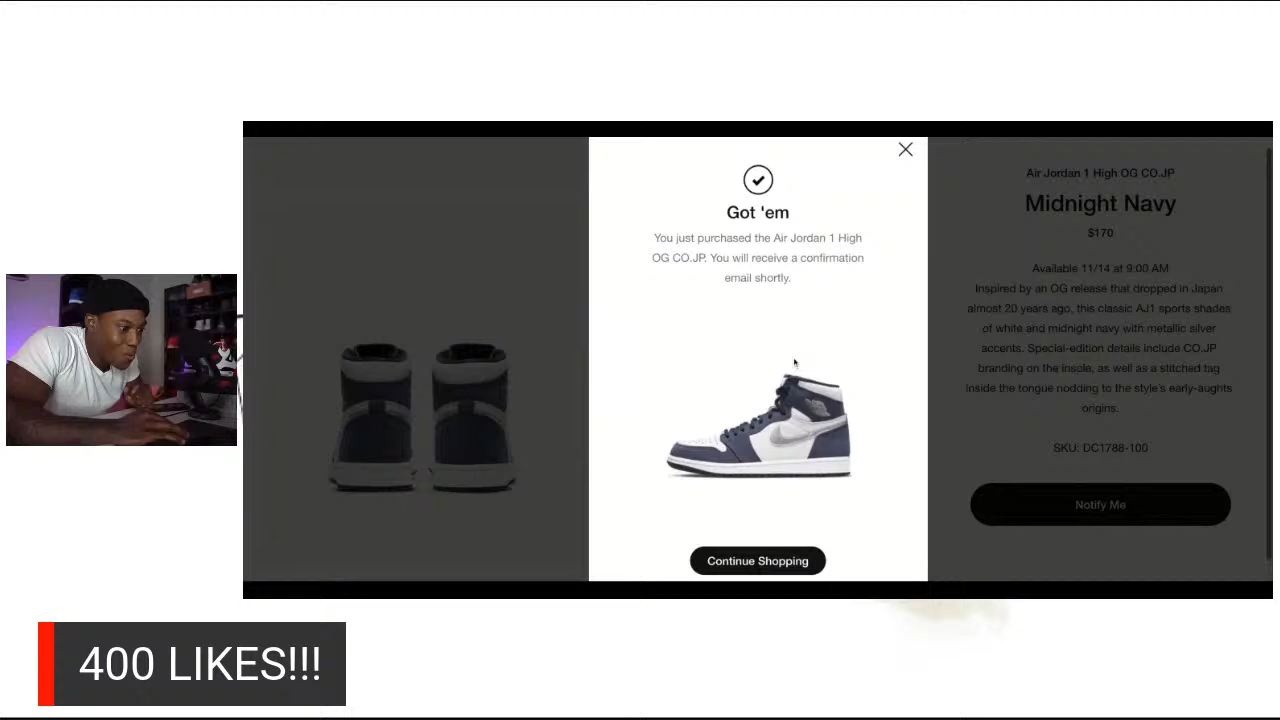 Got 'em
You just purchased the Air Jordan 1 High
OG CO.JP. You will receive a confirmation
email shortly.
Continue Shopping
Air Jordan 1 High OG CO.JP
Midnight Navy
$170
Available 11/14 at 9:00 AM
Inspired by an OG release that dropped in Japan
almost 20 years ago, this classic AJ1 sports shades
of white and midnight navy with metallic silver
accents. Special-edition details include CO.JP
branding on the insole, as well as a stitched tag
inside the tongue nodding to the style's early-aughts
origins.
SKU: DC1788-100
Notify Me
400 LIKES!!!